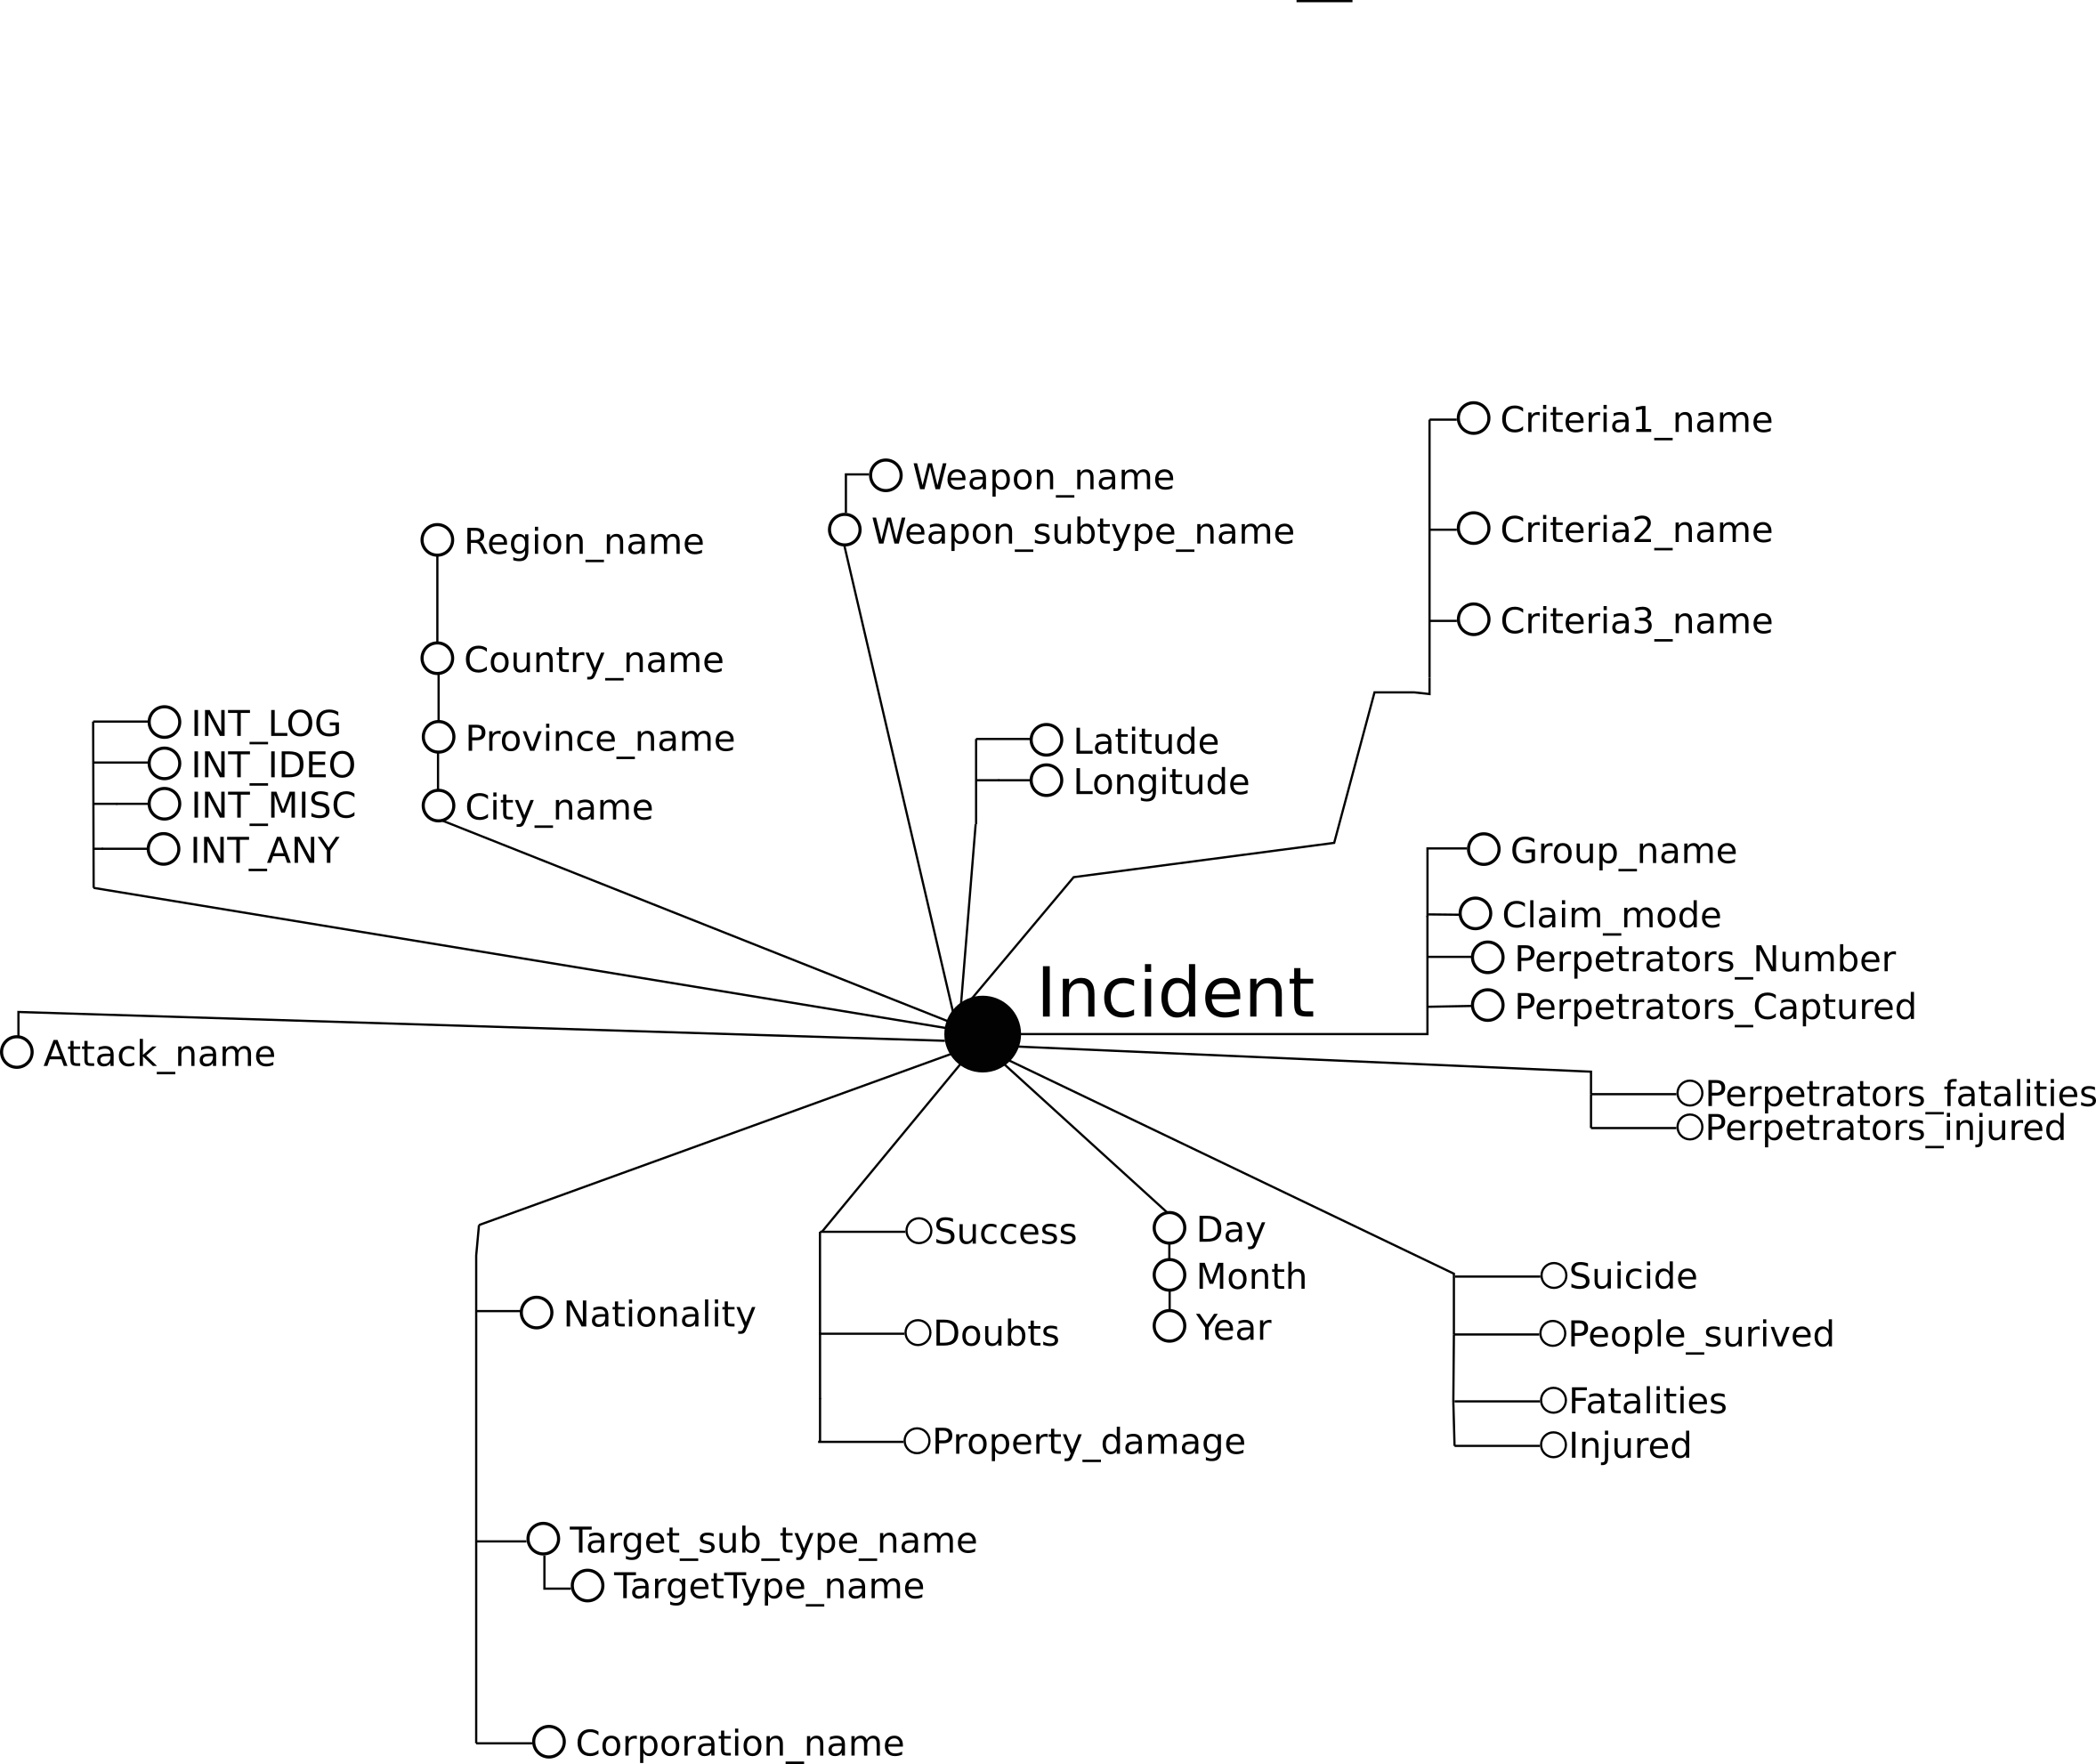 Criteria1_name
Weapon_name
Weapon_subtype_name
Criteria2_name
Region_name
Criteria3_name
Country_name
INT_LOG
Province_name
Latitude
INT_IDEO
Longitude
INT_MISC
City_name
INT_ANY
Group_name
Claim_mode
Perpetrators_Number
Incident
Perpetrators_Captured
Attack_name
Perpetrators_fatalities
Perpetrators_injured
Success
Day
Month
Suicide
Nationality
Doubts
Year
People_surived
Fatalities
Property_damage
Injured
Target_sub_type_name
TargetType_name
Corporation_name